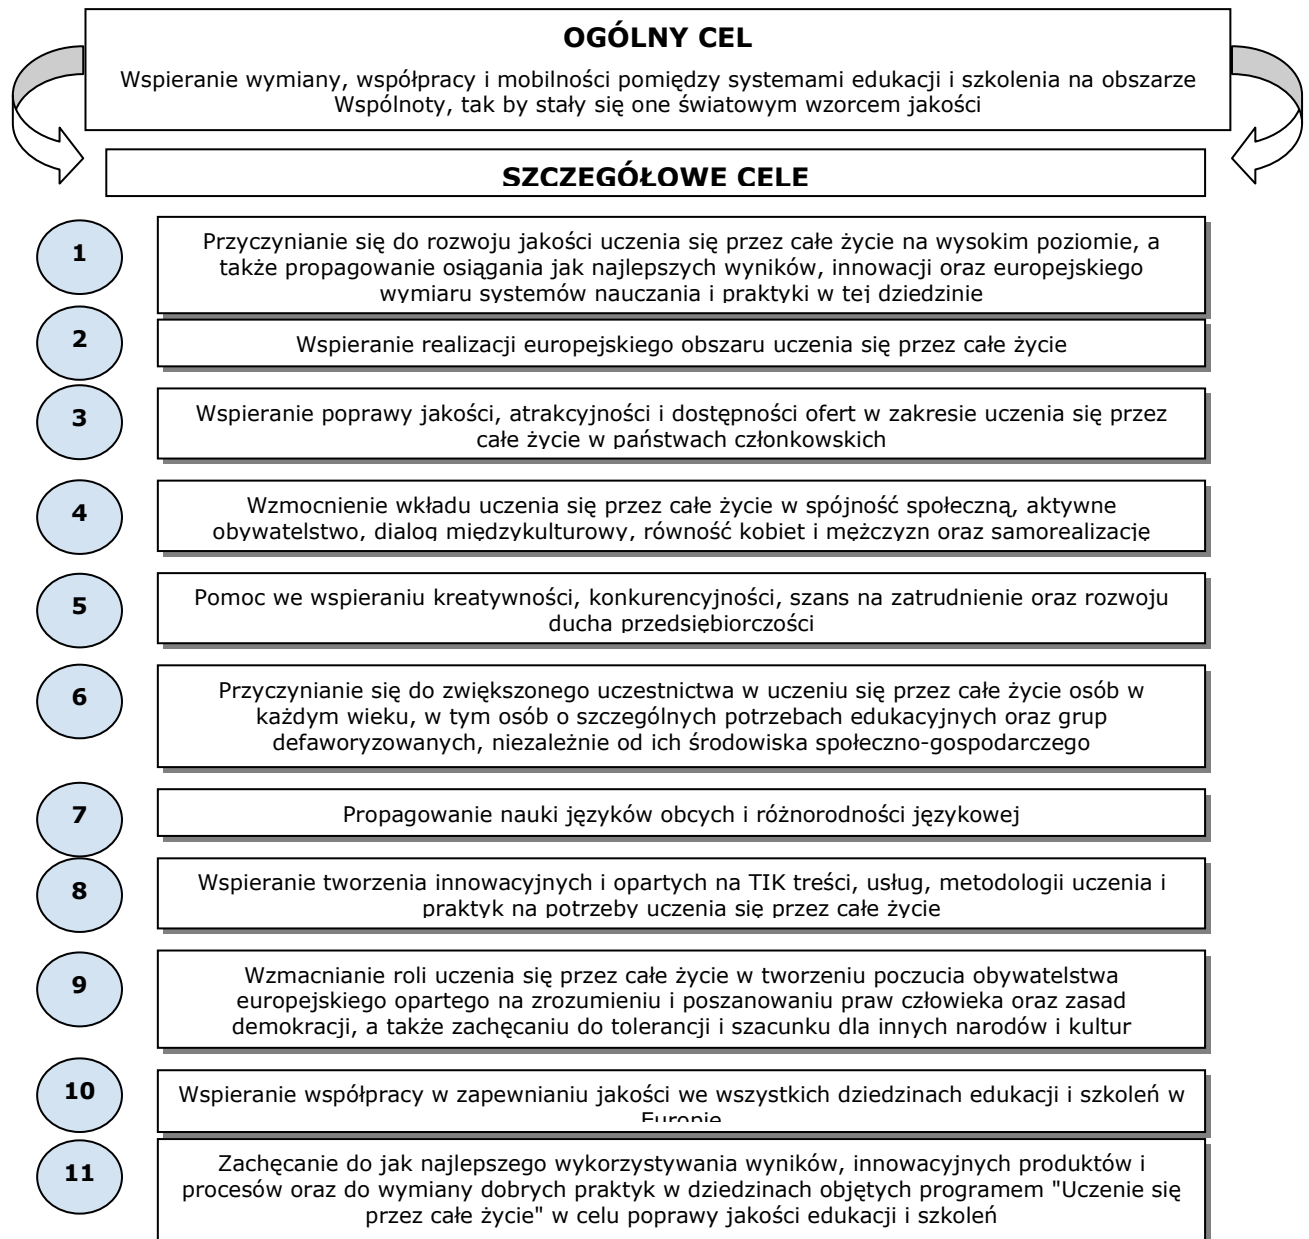 OGÓLNY CEL
Wspieranie wymiany, współpracy i mobilności pomiędzy systemami edukacji i szkolenia na obszarze
Wspólnoty, tak by stały się one światowym wzorcem jakości
SZCZEGÓŁOWE CELE
1
Przyczynianie się do rozwoju jakości uczenia się przez całe życie na wysokim poziomie, a
także propagowanie osiągania jak najlepszych wyników, innowacji oraz europejskiego
wymiaru systemów nauczania i praktyki w tej dziedzinie
2
Wspieranie realizacji europejskiego obszaru uczenia się przez całe życie
3
Wspieranie poprawy jakości, atrakcyjności i dostępności ofert w zakresie uczenia się przez
całe życie w państwach członkowskich
4
Wzmocnienie wkładu uczenia się przez całe życie w spójność społeczną, aktywne
obywatelstwo, dialog międzykulturowy, równość kobiet i mężczyzn oraz samorealizację
5
Pomoc we wspieraniu kreatywności, konkurencyjności, szans na zatrudnienie oraz rozwoju
ducha przedsiębiorczości
6
Przyczynianie się do zwiększonego uczestnictwa w uczeniu się przez całe życie osób w
każdym wieku, w tym osób o szczególnych potrzebach edukacyjnych oraz grup
defaworyzowanych, niezależnie od ich środowiska społeczno-gospodarczego
7
Propagowanie nauki języków obcych i różnorodności językowej
8
Wspieranie tworzenia innowacyjnych i opartych na TIK treści, usług, metodologii uczenia i
praktyk na potrzeby uczenia się przez całe życie
9
Wzmacnianie roli uczenia się przez całe życie w tworzeniu poczucia obywatelstwa
europejskiego opartego na zrozumieniu i poszanowaniu praw człowieka oraz zasad
demokracji, a także zachęcaniu do tolerancji i szacunku dla innych narodów i kultur
10
Wspieranie współpracy w zapewnianiu jakości we wszystkich dziedzinach edukacji i szkoleń w
Europie
11
Zachęcanie do jak najlepszego wykorzystywania wyników, innowacyjnych produktów i
procesów oraz do wymiany dobrych praktyk w dziedzinach objętych programem "Uczenie się
przez całe życie" w celu poprawy jakości edukacji i szkoleń